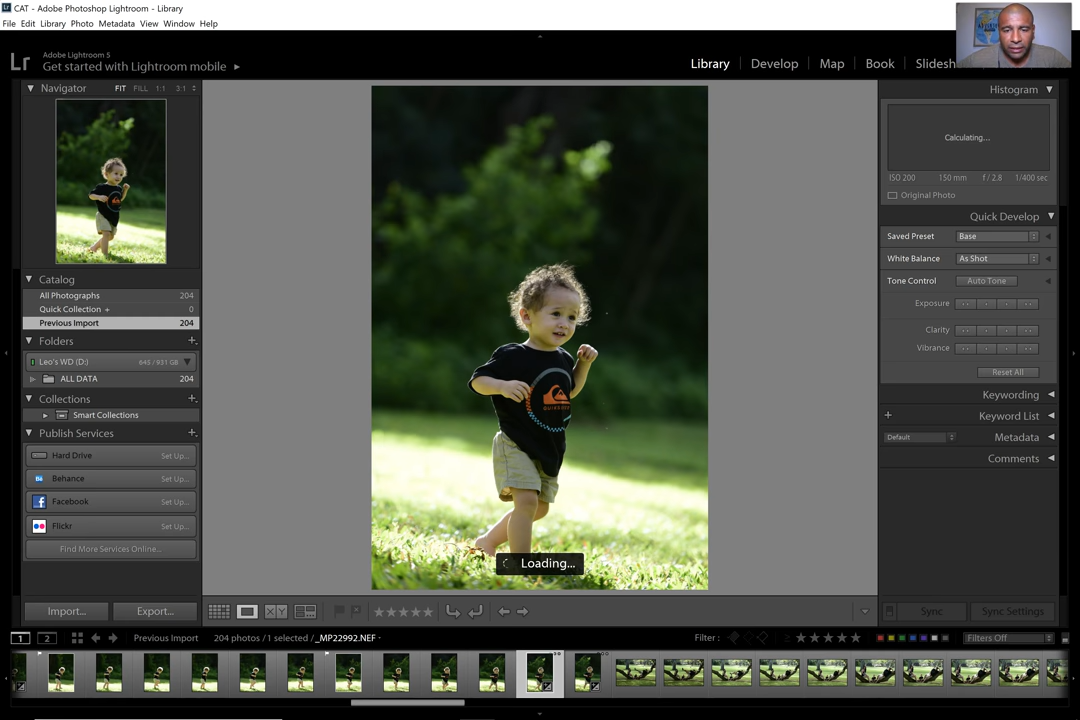 CAT - Adobe Photoshop Lightroom - Library
File Edit Library Photo Metadata View Window Help
Lr
Adobe Lightroom 5
Get started with Lightroom mobile
Library | Develop | Map | Book | Slidesh
Navigator FIT FILL 1:1 3:1
Catalog
All Photographs 204
Quick Collection + 0
Previous Import 204
Folders
Leo's WD (D:) 645 / 931 GB
ALL DATA 204
Collections
Smart Collections
Publish Services
Hard Drive Set Up...
Bē Behance Set Up...
Facebook Set Up...
Flickr Set Up...
Find More Services Online...
Import... Export...
Loading...
Histogram
Calculating...
ISO 200 150 mm f / 2.8 1/400 sec
Original Photo
Quick Develop
Saved Preset Base
White Balance As Shot
Tone Control Auto Tone
Exposure
Clarity
Vibrance
Reset All
Keywording
Keyword List
Default Metadata
Comments
XY
Sync Sync Settings
1 2 Previous Import 204 photos / 1 selected / _MP22992.NEF
Filter : Filters Off